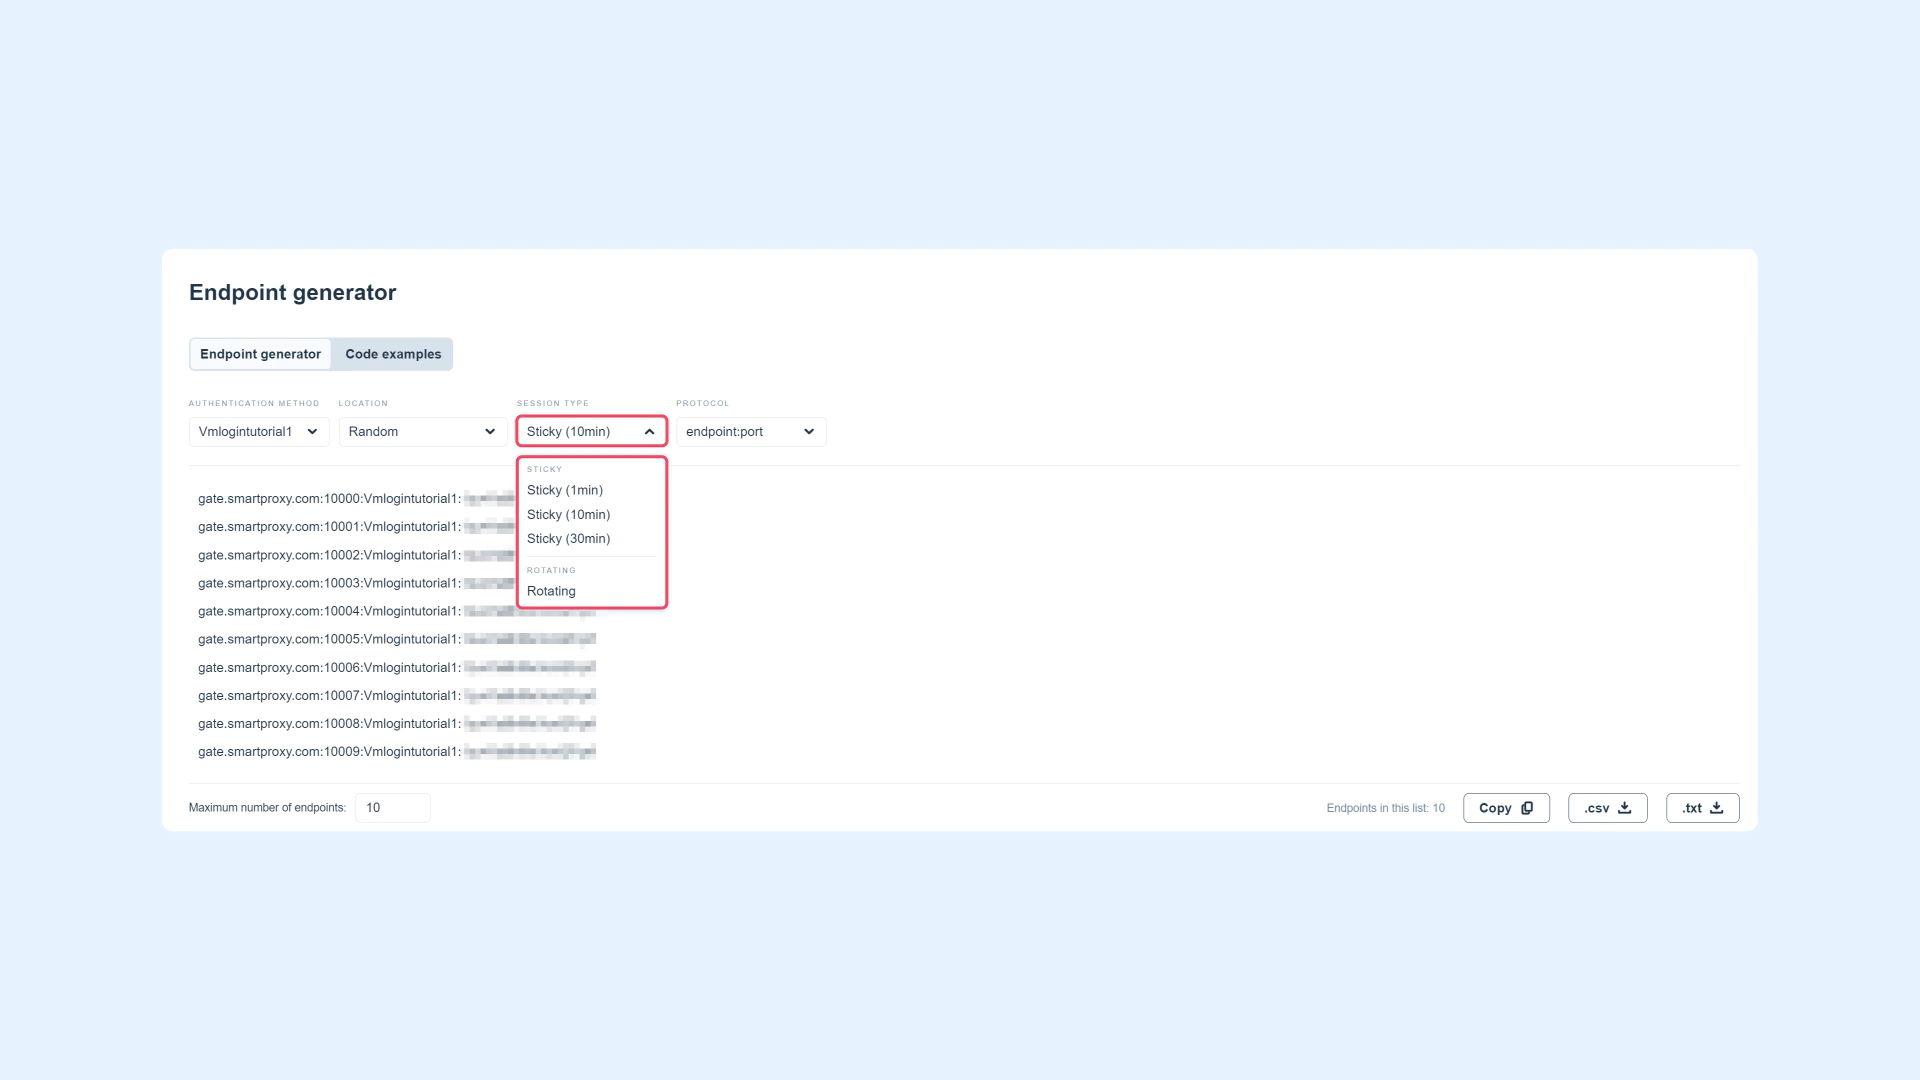 Endpoint generator
Endpoint generator Code examples
AUTHENTICATION METHOD LOCATION SESSION TYPE PROTOCOL
Vmlogintutorial1 Random Sticky (10min) endpoint:port
STICKY
Sticky (1min)
Sticky (10min)
Sticky (30min)
ROTATING
Rotating
gate.smartproxy.com:10000:Vmlogintutorial1:
gate.smartproxy.com:10001:Vmlogintutorial1:
gate.smartproxy.com:10002:Vmlogintutorial1:
gate.smartproxy.com:10003:Vmlogintutorial1:
gate.smartproxy.com:10004:Vmlogintutorial1:
gate.smartproxy.com:10005:Vmlogintutorial1:
gate.smartproxy.com:10006:Vmlogintutorial1:
gate.smartproxy.com:10007:Vmlogintutorial1:
gate.smartproxy.com:10008:Vmlogintutorial1:
gate.smartproxy.com:10009:Vmlogintutorial1:
Maximum number of endpoints: 10 Endpoints in this list: 10 Copy .csv .txt